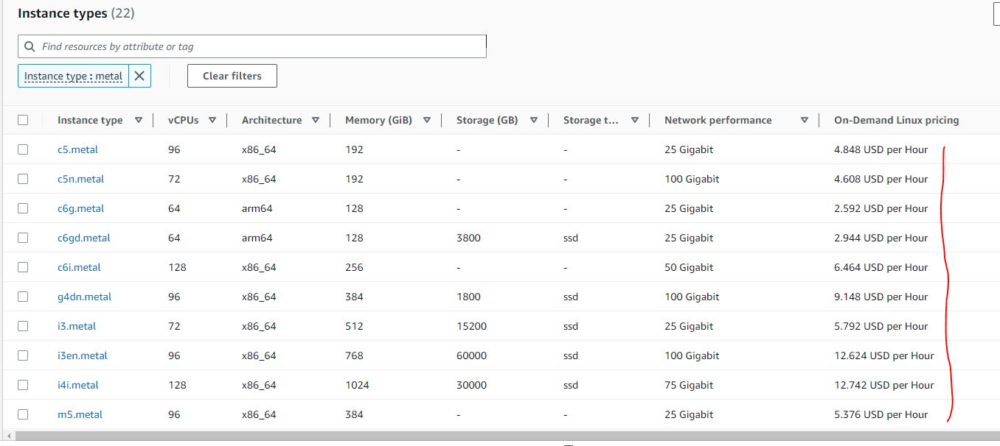 Instance types (22)
Find resources by attribute or tag
Instance type : metal
Clear filters
Instance type vCPUs Architecture Memory (GiB) Storage (GB) Storage t... Network performance On-Demand Linux pricing
c5.metal 96 x86_64 192 - - 25 Gigabit 4.848 USD per Hour
c5n.metal 72 x86_64 192 - - 100 Gigabit 4.608 USD per Hour
c6g.metal 64 arm64 128 - - 25 Gigabit 2.592 USD per Hour
c6gd.metal 64 arm64 128 3800 ssd 25 Gigabit 2.944 USD per Hour
c6i.metal 128 x86_64 256 - - 50 Gigabit 6.464 USD per Hour
g4dn.metal 96 x86_64 384 1800 ssd 100 Gigabit 9.148 USD per Hour
i3.metal 72 x86_64 512 15200 ssd 25 Gigabit 5.792 USD per Hour
i3en.metal 96 x86_64 768 60000 ssd 100 Gigabit 12.624 USD per Hour
i4i.metal 128 x86_64 1024 30000 ssd 75 Gigabit 12.742 USD per Hour
m5.metal 96 x86_64 384 - - 25 Gigabit 5.376 USD per Hour